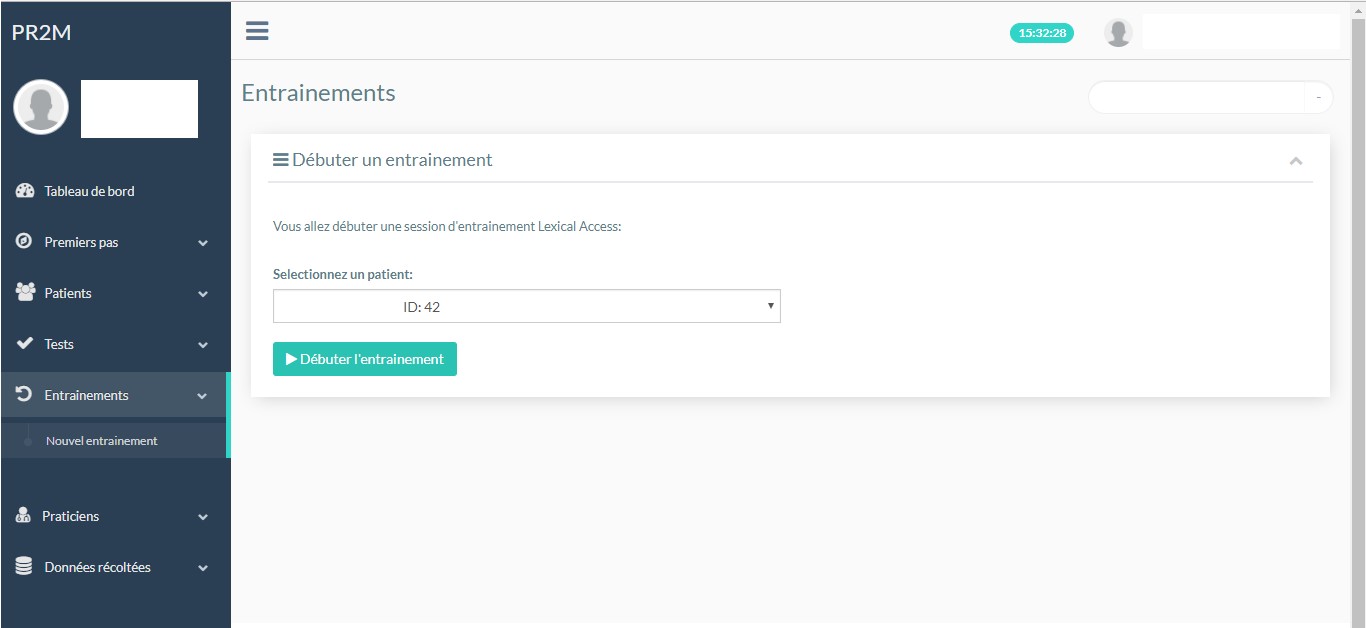 PR2M
15:32:28
Entrainements
-
Débuter un entrainement
Vous allez débuter une session d'entrainement Lexical Access:
Selectionnez un patient:
ID: 42
Débuter l'entrainement
Tableau de bord
Premiers pas
Patients
Tests
Entrainements
Nouvel entrainement
Praticiens
Données récoltées